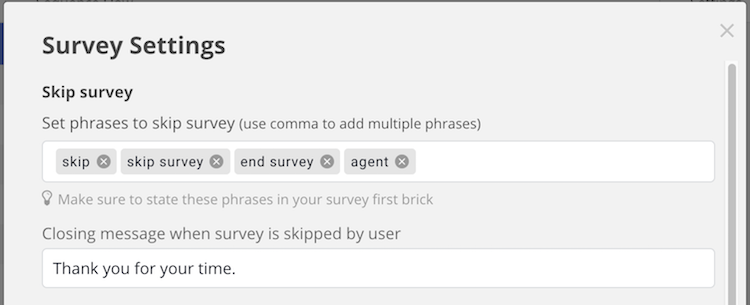 Survey Settings
Skip survey
Set phrases to skip survey (use comma to add multiple phrases)
skip skip survey end survey agent
Make sure to state these phrases in your survey first brick
Closing message when survey is skipped by user
Thank you for your time.